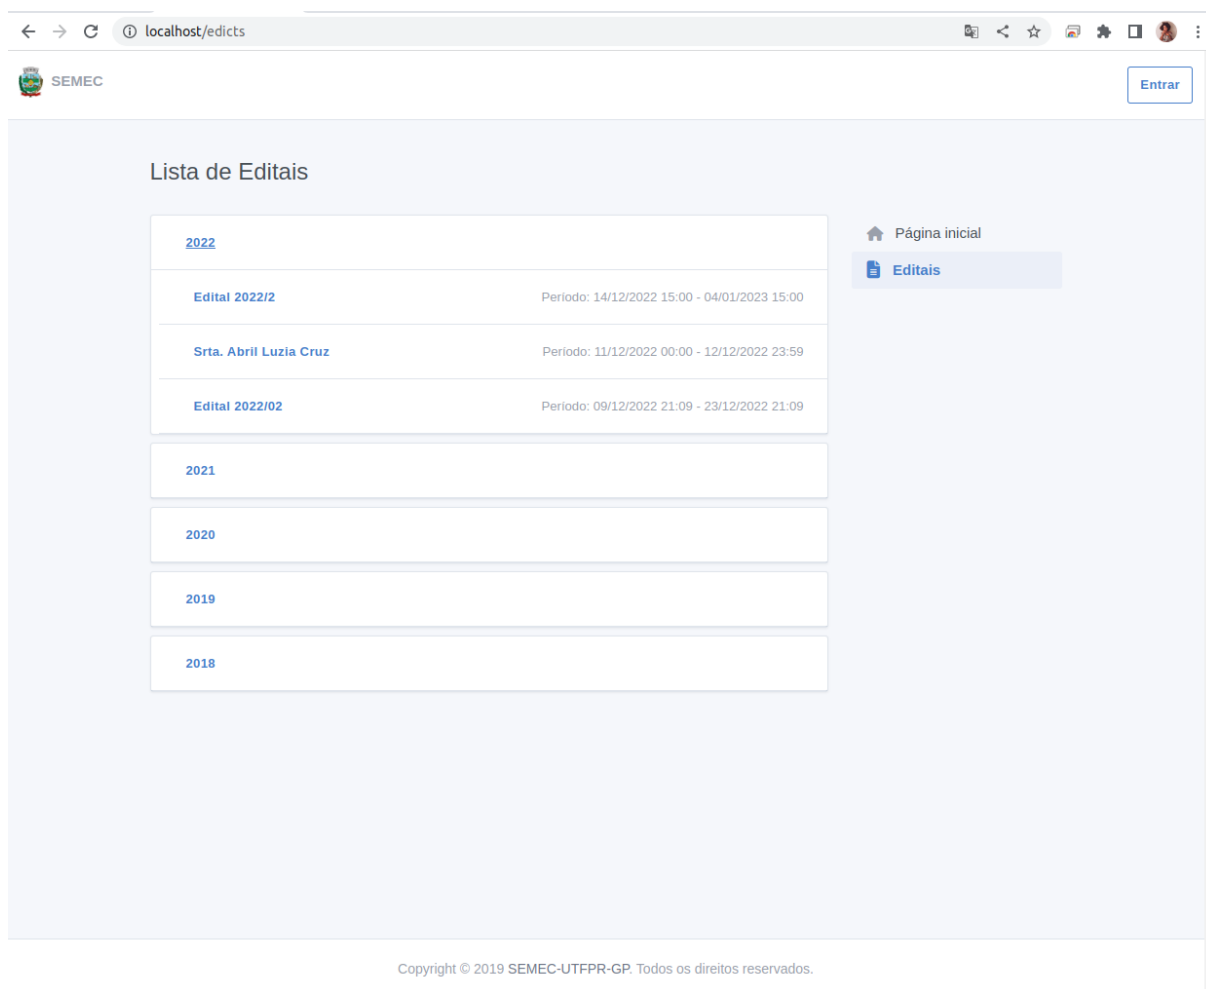 localhost/edicts
SEMEC
Entrar
Lista de Editais
2022
Página inicial
Editais
Edital 2022/2 Período: 14/12/2022 15:00 - 04/01/2023 15:00
Srta. Abril Luzia Cruz Período: 11/12/2022 00:00 - 12/12/2022 23:59
Edital 2022/02 Período: 09/12/2022 21:09 - 23/12/2022 21:09
2021
2020
2019
2018
Copyright © 2019 SEMEC-UTFPR-GP. Todos os direitos reservados.